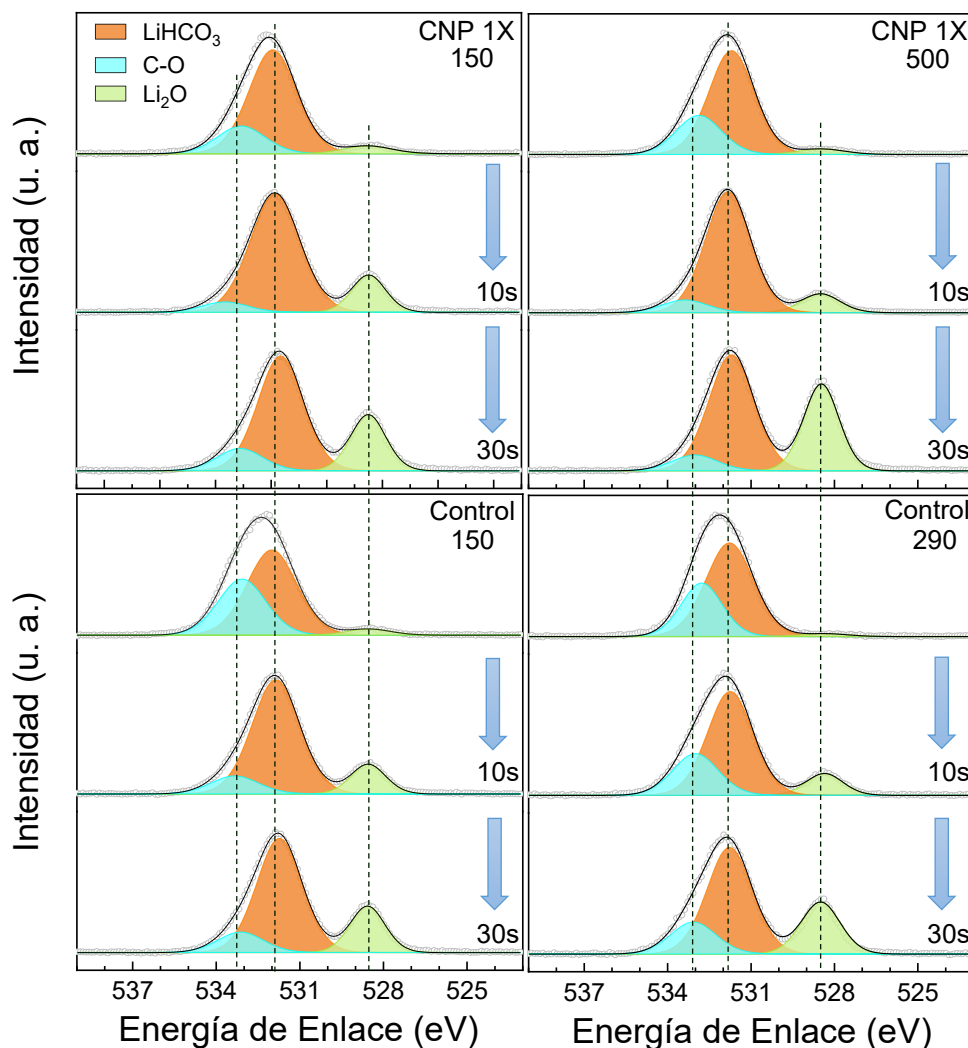 LiHCO₃
C-O
Li₂O
CNP 1X
150
10s
30s
CNP 1X
500
10s
30s
Intensidad (u. a.)
Control
150
10s
30s
Control
290
10s
30s
Intensidad (u. a.)
537
534
531
528
525
537
534
531
528
525
Energía de Enlace (eV)
Energía de Enlace (eV)